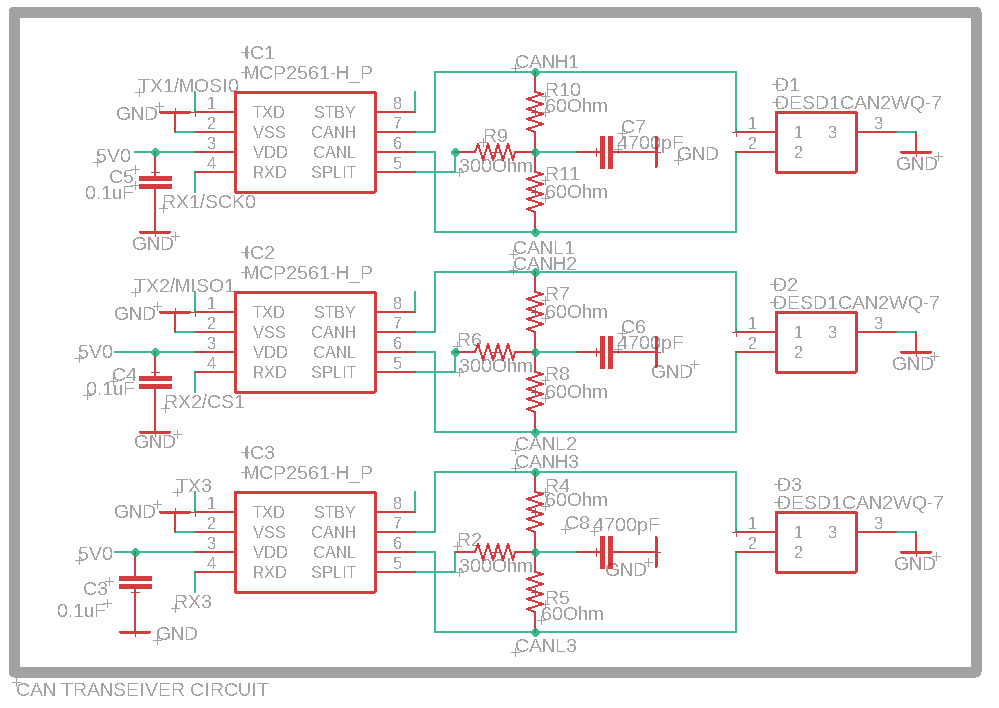 IC1
MCP2561-H_P
TX1/MOSI0
GND
1 TXD STBY 8
2 VSS CANH 7
3 VDD CANL 6
4 RXD SPLIT 5
5V0
C5
0.1uF
RX1/SCK0
GND
CANH1
R10
60Ohm
R9
300Ohm
C7
4700pF
GND
R11
60Ohm
CANL1
D1
DESD1CAN2WQ-7
1 1 3 3
2 2
GND
IC2
MCP2561-H_P
TX2/MISO1
GND
1 TXD STBY 8
2 VSS CANH 7
3 VDD CANL 6
4 RXD SPLIT 5
5V0
C4
0.1uF
RX2/CS1
GND
CANH2
R7
60Ohm
R6
300Ohm
C6
4700pF
GND
R8
60Ohm
CANL2
D2
DESD1CAN2WQ-7
1 1 3 3
2 2
GND
IC3
MCP2561-H_P
TX3
GND
1 TXD STBY 8
2 VSS CANH 7
3 VDD CANL 6
4 RXD SPLIT 5
5V0
C3
0.1uF
RX3
GND
CANH3
R4
60Ohm
R2
300Ohm
C8
4700pF
GND
R5
60Ohm
CANL3
D3
DESD1CAN2WQ-7
1 1 3 3
2 2
GND
CAN TRANSEIVER CIRCUIT